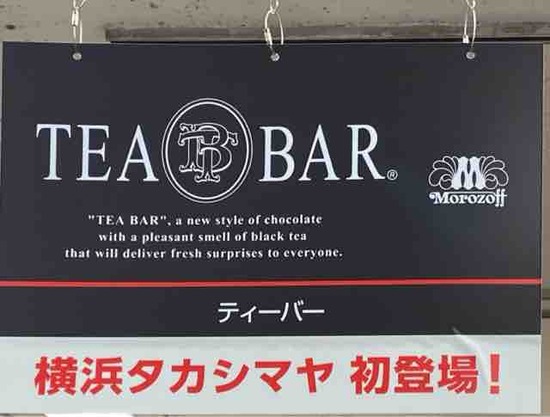 TEA TB BAR®
M
Morozoff
"TEA BAR", a new style of chocolate
with a pleasant smell of black tea
that will deliver fresh surprises to everyone.
ティーバー
横浜タカシマヤ 初登場!